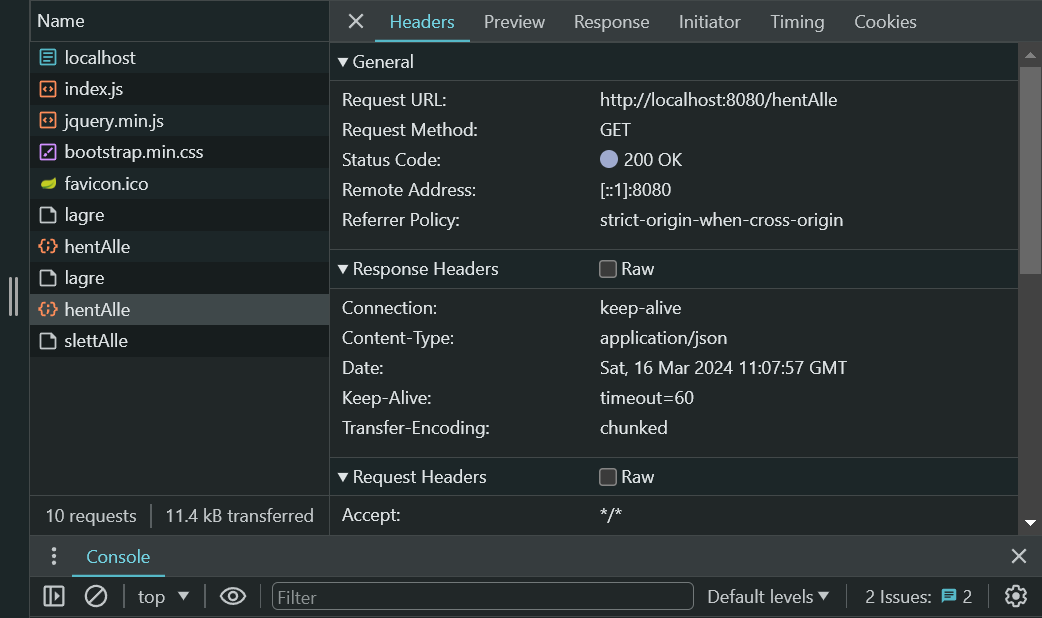 Name
localhost
index.js
jquery.min.js
bootstrap.min.css
favicon.ico
lagre
hentAlle
lagre
hentAlle
slettAlle
10 requests 11.4 kB transferred
Headers Preview Response Initiator Timing Cookies
General
Request URL: http://localhost:8080/hentAlle
Request Method: GET
Status Code: 200 OK
Remote Address: [::1]:8080
Referrer Policy: strict-origin-when-cross-origin
Response Headers Raw
Connection: keep-alive
Content-Type: application/json
Date: Sat, 16 Mar 2024 11:07:57 GMT
Keep-Alive: timeout=60
Transfer-Encoding: chunked
Request Headers Raw
Accept: */*
Console
top Filter Default levels 2 Issues: 2